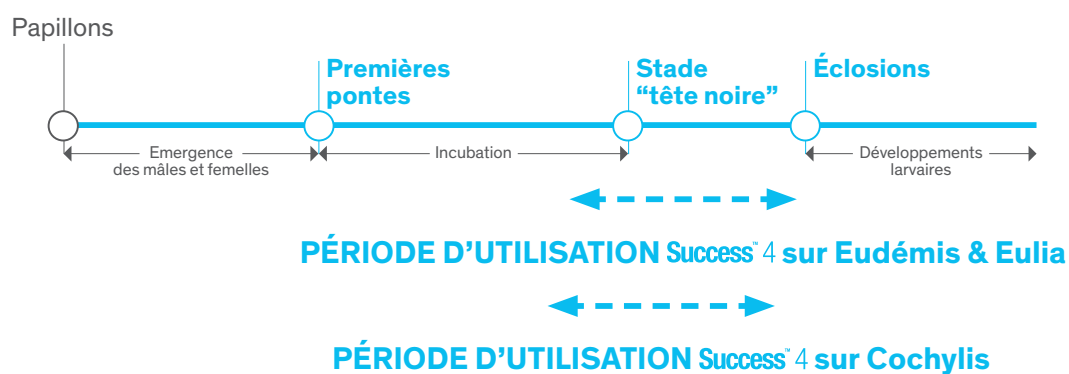 Papillons
Premières
pontes
Stade
“tête noire”
Éclosions
Emergence
des mâles et femelles
Incubation
Développements
larvaires
PÉRIODE D’UTILISATION Success™ 4 sur Eudémis & Eulia
PÉRIODE D’UTILISATION Success™ 4 sur Cochylis